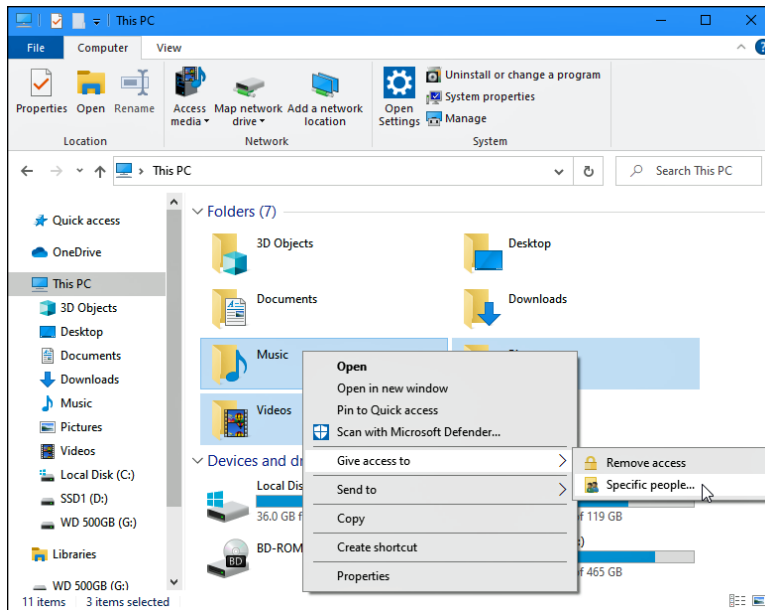 This PC
File Computer View
Properties Open Rename Access media Map network drive Add a network location Open Settings Uninstall or change a program
System properties
Manage
Location Network System
This PC Search This PC
Quick access
OneDrive
This PC
3D Objects
Desktop
Documents
Downloads
Music
Pictures
Videos
Local Disk (C:)
SSD1 (D:)
WD 500GB (G:)
Libraries
WD 500GB (G:)
Folders (7)
3D Objects Desktop
Documents Downloads
Music
Videos
Devices and
Local
36.0 GB of 119 GB
BD-ROM
BD
of 465 GB
Open
Open in new window
Pin to Quick access
Scan with Microsoft Defender...
Give access to
Send to
Copy
Create shortcut
Properties
Remove access
Specific people...
11 items 3 items selected